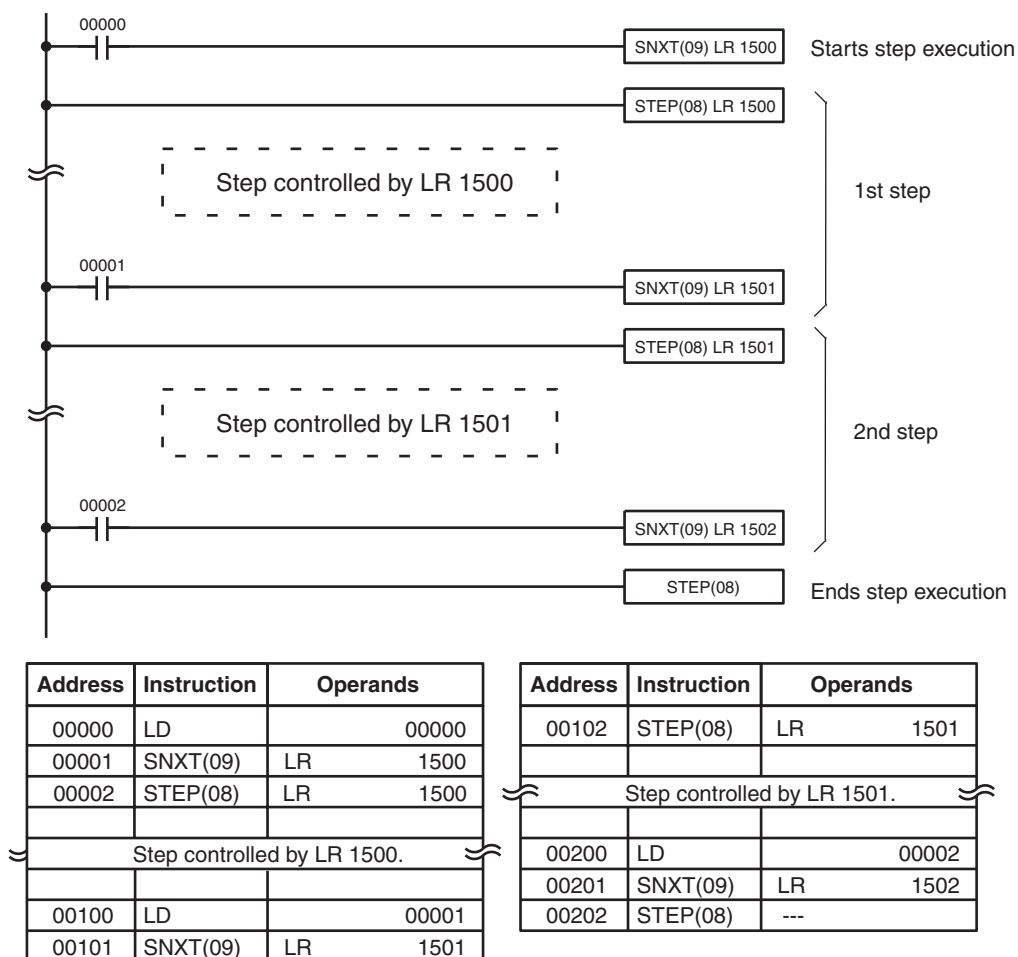 00000
SNXT(09) LR 1500 Starts step execution
STEP(08) LR 1500
Step controlled by LR 1500
1st step
00001
SNXT(09) LR 1501
STEP(08) LR 1501
Step controlled by LR 1501
2nd step
00002
SNXT(09) LR 1502
STEP(08) Ends step execution
Address Instruction Operands
00000 LD 00000
00001 SNXT(09) LR 1500
00002 STEP(08) LR 1500
Step controlled by LR 1500.
00100 LD 00001
00101 SNXT(09) LR 1501
Address Instruction Operands
00102 STEP(08) LR 1501
Step controlled by LR 1501.
00200 LD 00002
00201 SNXT(09) LR 1502
00202 STEP(08) ---